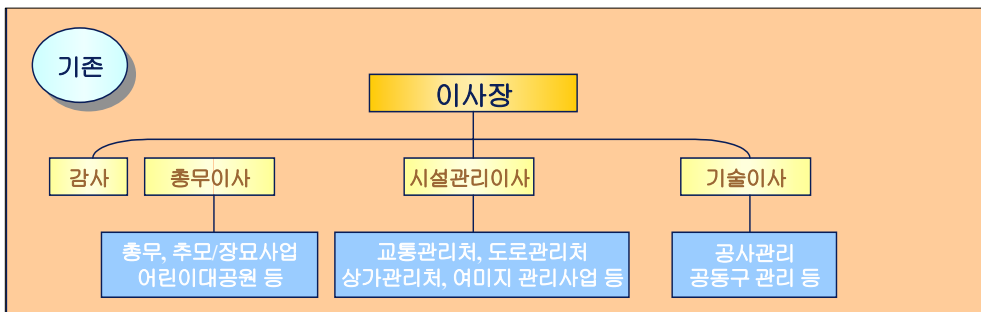 기존
이사장
감사
총무이사
시설관리이사
기술이사
총무, 추모/장묘사업
어린이대공원 등
교통관리처, 도로관리처
상가관리처, 여미지 관리사업 등
공사관리
공동구 관리 등